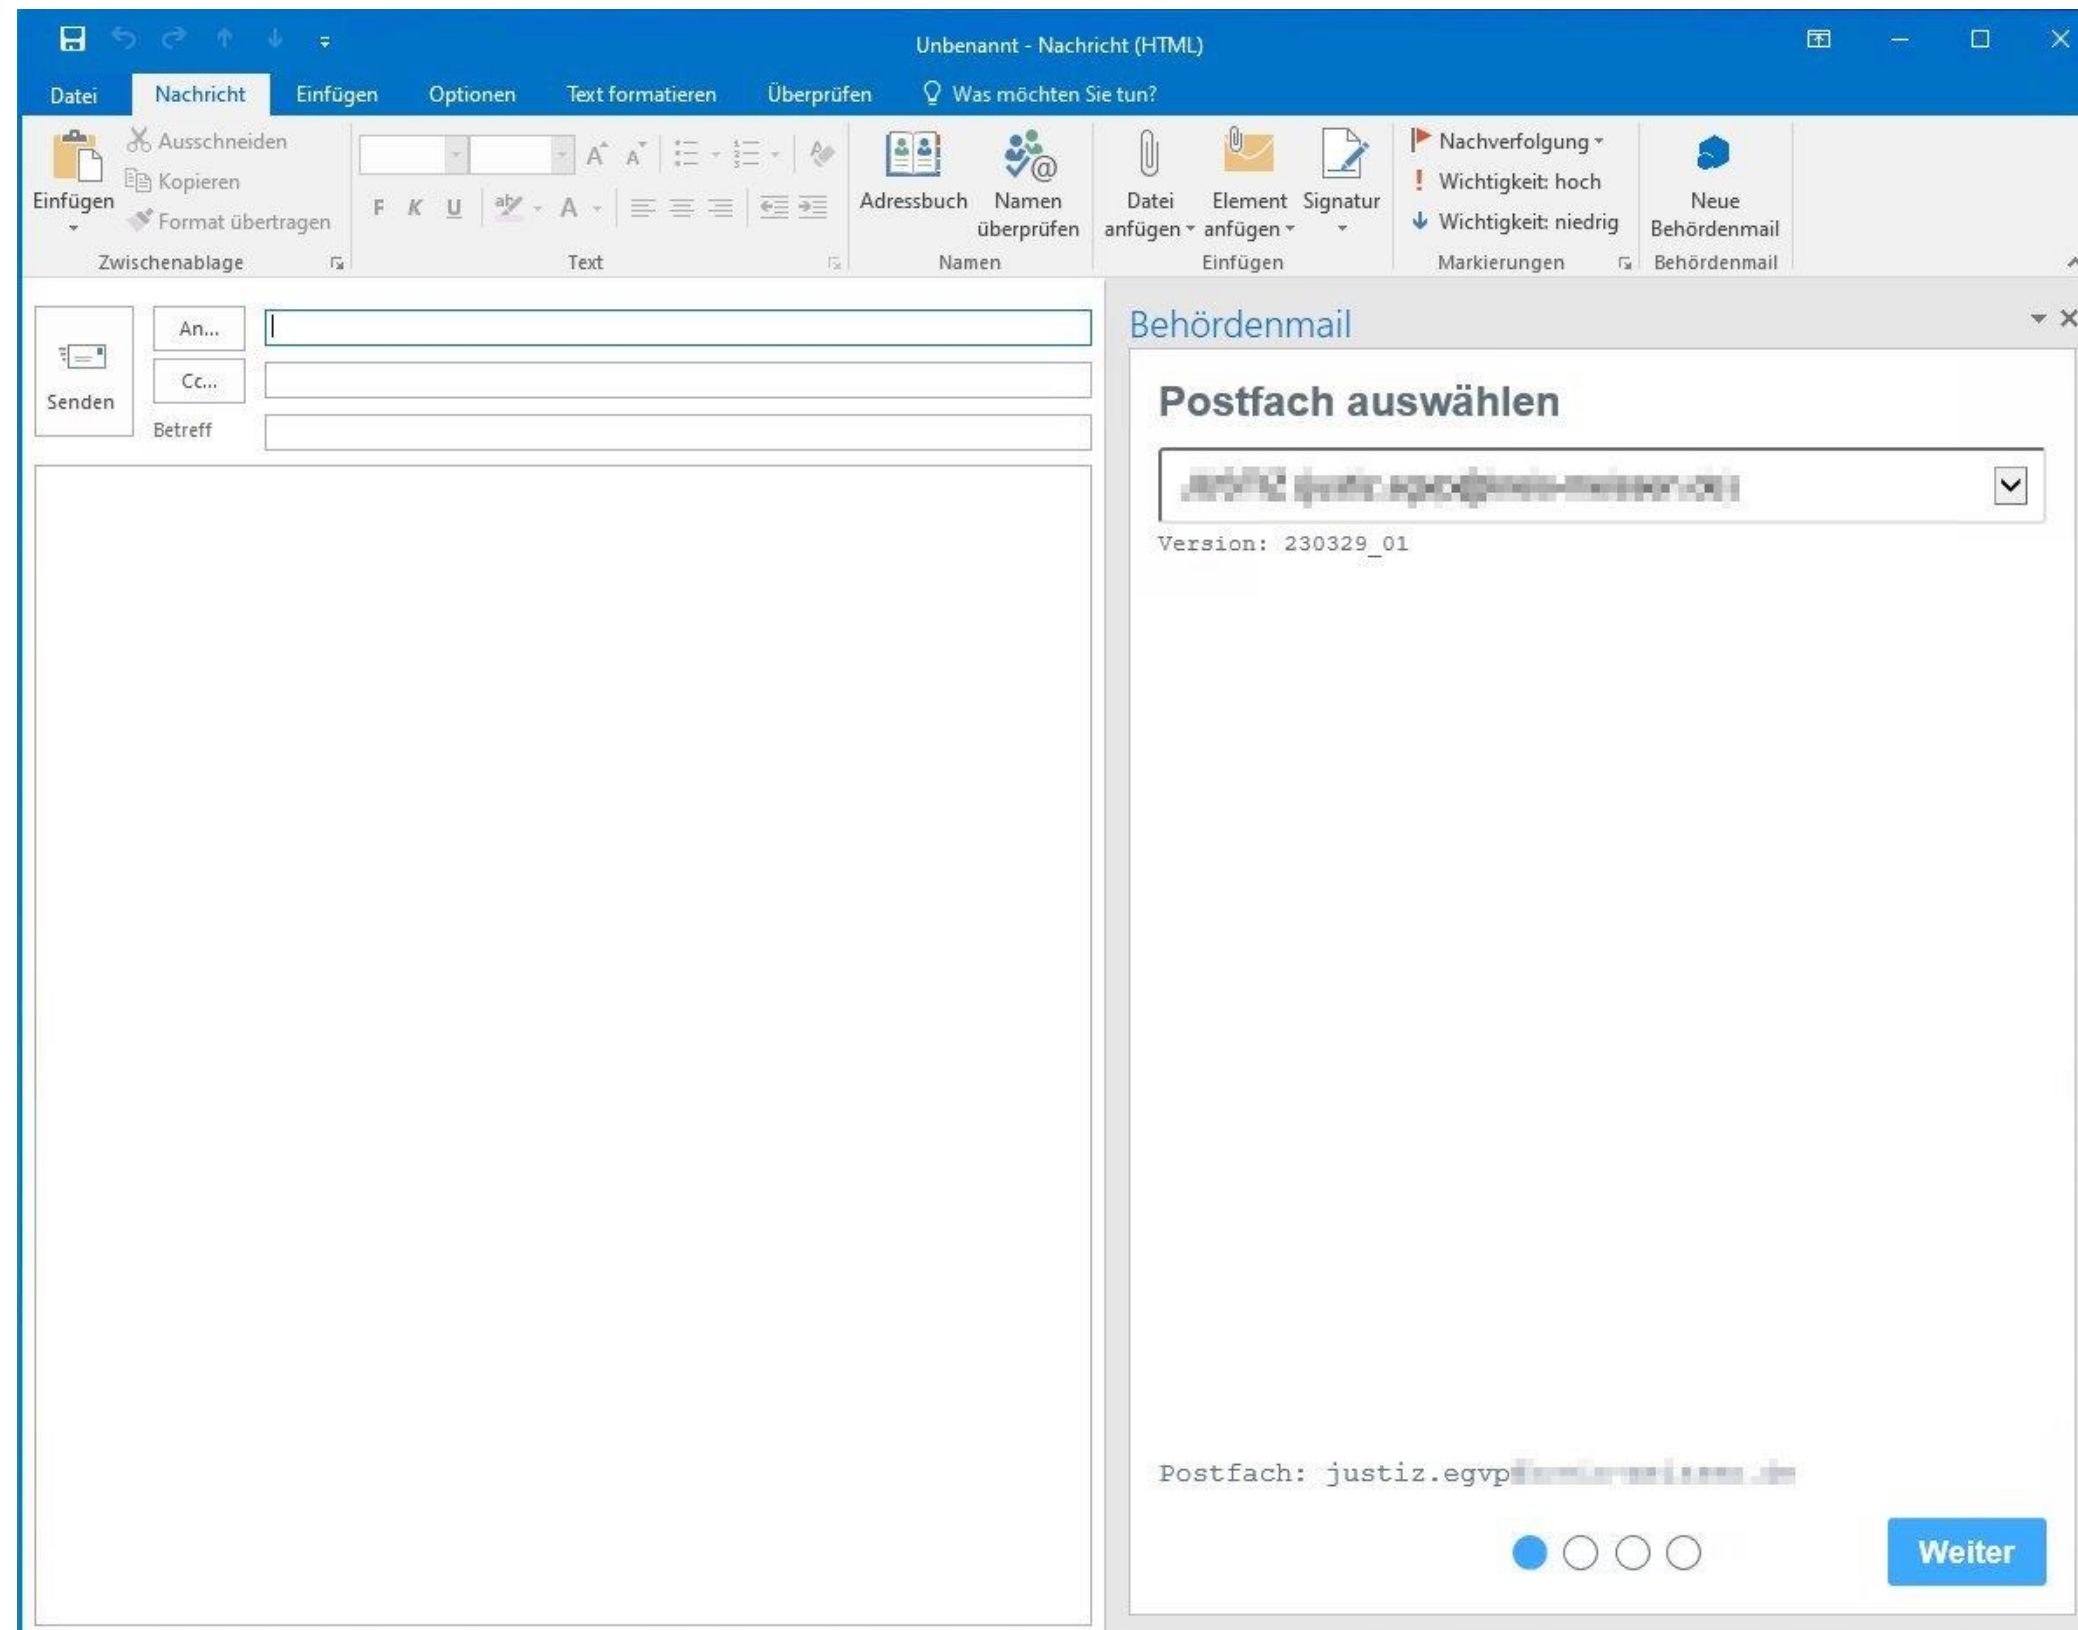 Unbenannt - Nachricht (HTML)
Datei Nachricht Einfügen Optionen Text formatieren Überprüfen Was möchten Sie tun?
Einfügen
Ausschneiden
Kopieren
Format übertragen
Zwischenablage
F K U
Text
Adressbuch
Namen überprüfen
Namen
Datei anfügen
Element anfügen
Signatur
Einfügen
Nachverfolgung
Wichtigkeit: hoch
Wichtigkeit: niedrig
Markierungen
Neue Behördenmail
Behördenmail
Senden
An...
Cc...
Betreff
Behördenmail
Postfach auswählen
Version: 230329_01
Postfach: justiz.egvp
Weiter